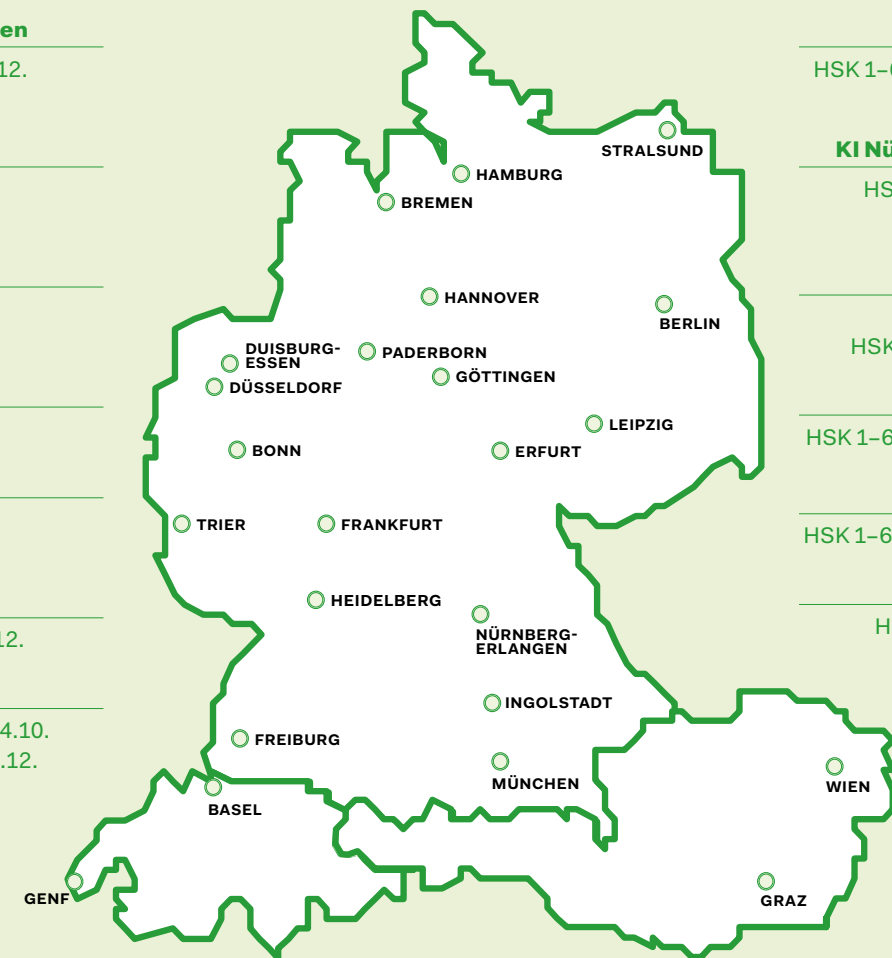 en
12.
12.
4.10.
.12.
STRALSUND
HAMBURG
BREMEN
HANNOVER
BERLIN
DUISBURG-
ESSEN
PADERBORN
DÜSSELDORF
GÖTTINGEN
LEIPZIG
BONN
ERFURT
TRIER
FRANKFURT
HEIDELBERG
NÜRNBERG-
ERLANGEN
INGOLSTADT
FREIBURG
MÜNCHEN
WIEN
BASEL
GENF
GRAZ
HSK 1–6
KI Nü
HS
HSK
HSK 1–6
HSK 1–6
H